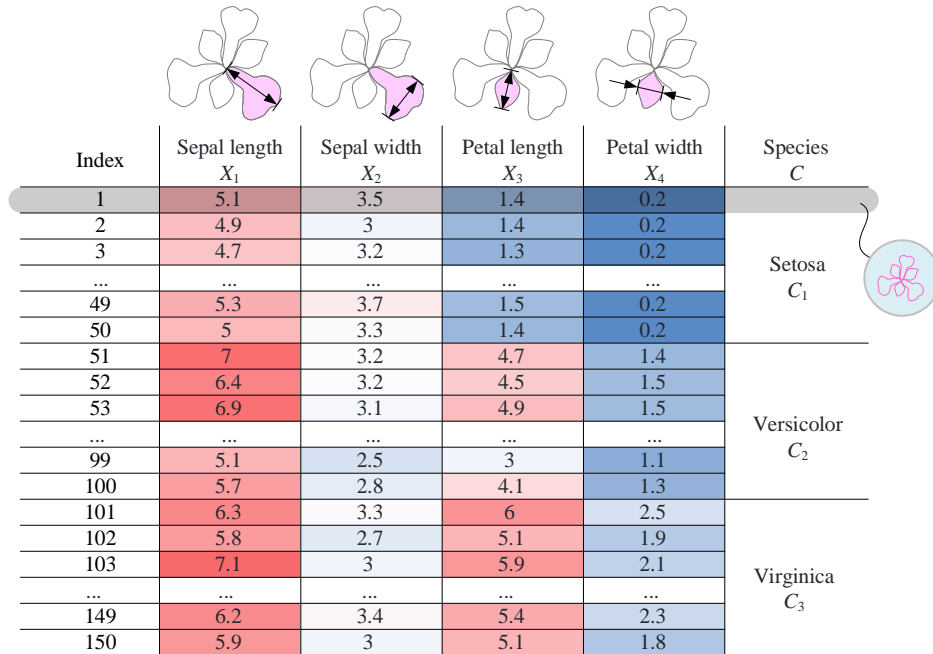 Index Sepal length X1 Sepal width X2 Petal length X3 Petal width X4 Species C
1 5.1 3.5 1.4 0.2
2 4.9 3 1.4 0.2
3 4.7 3.2 1.3 0.2
... ... ... ... ...
Setosa C1
49 5.3 3.7 1.5 0.2
50 5 3.3 1.4 0.2
51 7 3.2 4.7 1.4
52 6.4 3.2 4.5 1.5
53 6.9 3.1 4.9 1.5
... ... ... ... ...
Versicolor C2
99 5.1 2.5 3 1.1
100 5.7 2.8 4.1 1.3
101 6.3 3.3 6 2.5
102 5.8 2.7 5.1 1.9
103 7.1 3 5.9 2.1
... ... ... ... ...
Virginica C3
149 6.2 3.4 5.4 2.3
150 5.9 3 5.1 1.8